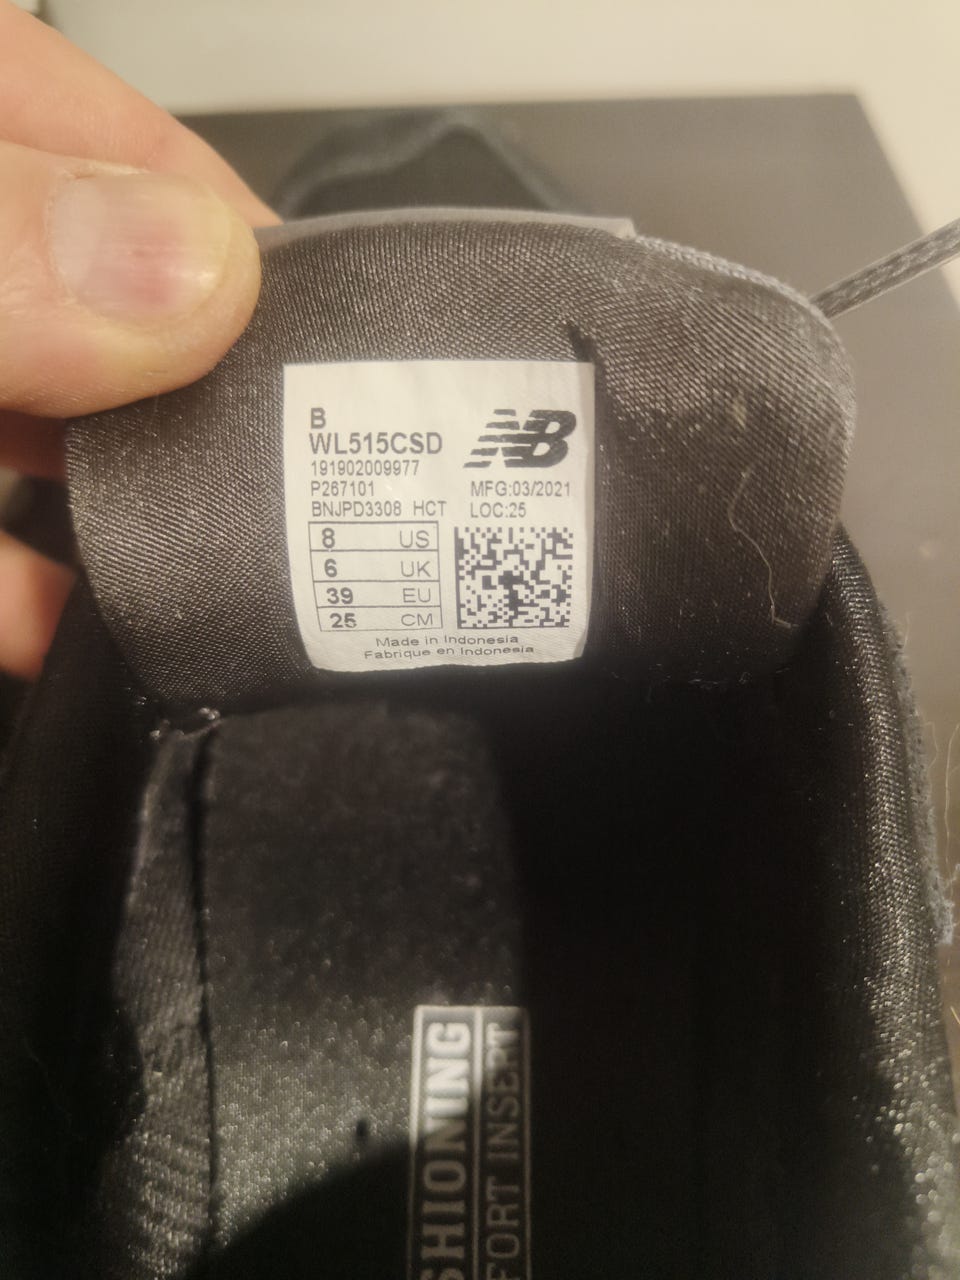 B
WL515CSD
191902009977
P267101
BNJPD3308 HCT
NB
MFG:03/2021
LOC:25
8 US
6 UK
39 EU
25 CM
Made in Indonesia
Fabrique en Indonesia
SHIONING
FORT INSERT